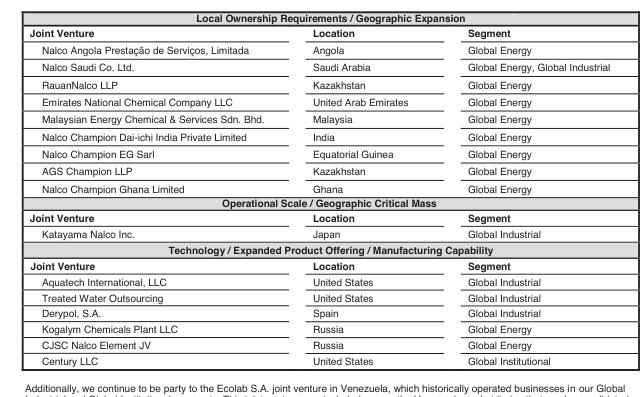 Local Ownership Requirements / Geographic Expansion
Joint Venture Location Segment
Nalco Angola Prestação de Serviços, Limitada Angola Global Energy
Nalco Saudi Co. Ltd. Saudi Arabia Global Energy, Global Industrial
RauanNalco LLP Kazakhstan Global Energy
Emirates National Chemical Company LLC United Arab Emirates Global Energy
Malaysian Energy Chemical & Services Sdn. Bhd. Malaysia Global Energy
Nalco Champion Dai-ichi India Private Limited India Global Energy
Nalco Champion EG Sarl Equatorial Guinea Global Energy
AGS Champion LLP Kazakhstan Global Energy
Nalco Champion Ghana Limited Ghana Global Energy
Operational Scale / Geographic Critical Mass
Joint Venture Location Segment
Katayama Nalco Inc. Japan Global Industrial
Technology / Expanded Product Offering / Manufacturing Capability
Joint Venture Location Segment
Aquatech International, LLC United States Global Industrial
Treated Water Outsourcing United States Global Industrial
Derypol, S.A. Spain Global Industrial
Kogalym Chemicals Plant LLC Russia Global Energy
CJSC Nalco Element JV Russia Global Energy
Century LLC United States Global Institutional
Additionally, we continue to be party to the Ecolab S.A. joint venture in Venezuela, which historically operated businesses in our Global